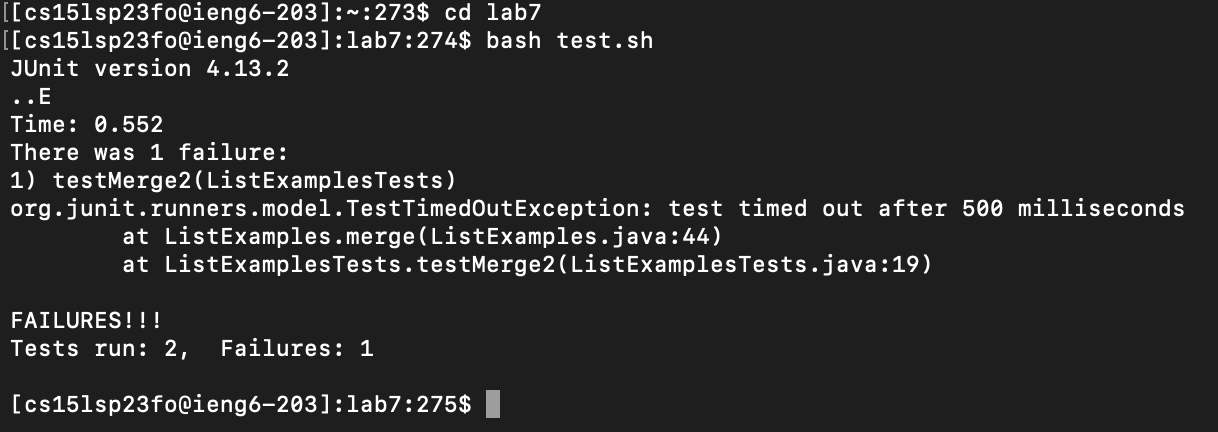 [[cs15lsp23fo@ieng6-203]:~:273$ cd lab7
[[cs15lsp23fo@ieng6-203]:lab7:274$ bash test.sh
JUnit version 4.13.2
..E
Time: 0.552
There was 1 failure:
1) testMerge2(ListExamplesTests)
org.junit.runners.model.TestTimedOutException: test timed out after 500 milliseconds
        at ListExamples.merge(ListExamples.java:44)
        at ListExamplesTests.testMerge2(ListExamplesTests.java:19)

FAILURES!!!
Tests run: 2,  Failures: 1

[cs15lsp23fo@ieng6-203]:lab7:275$